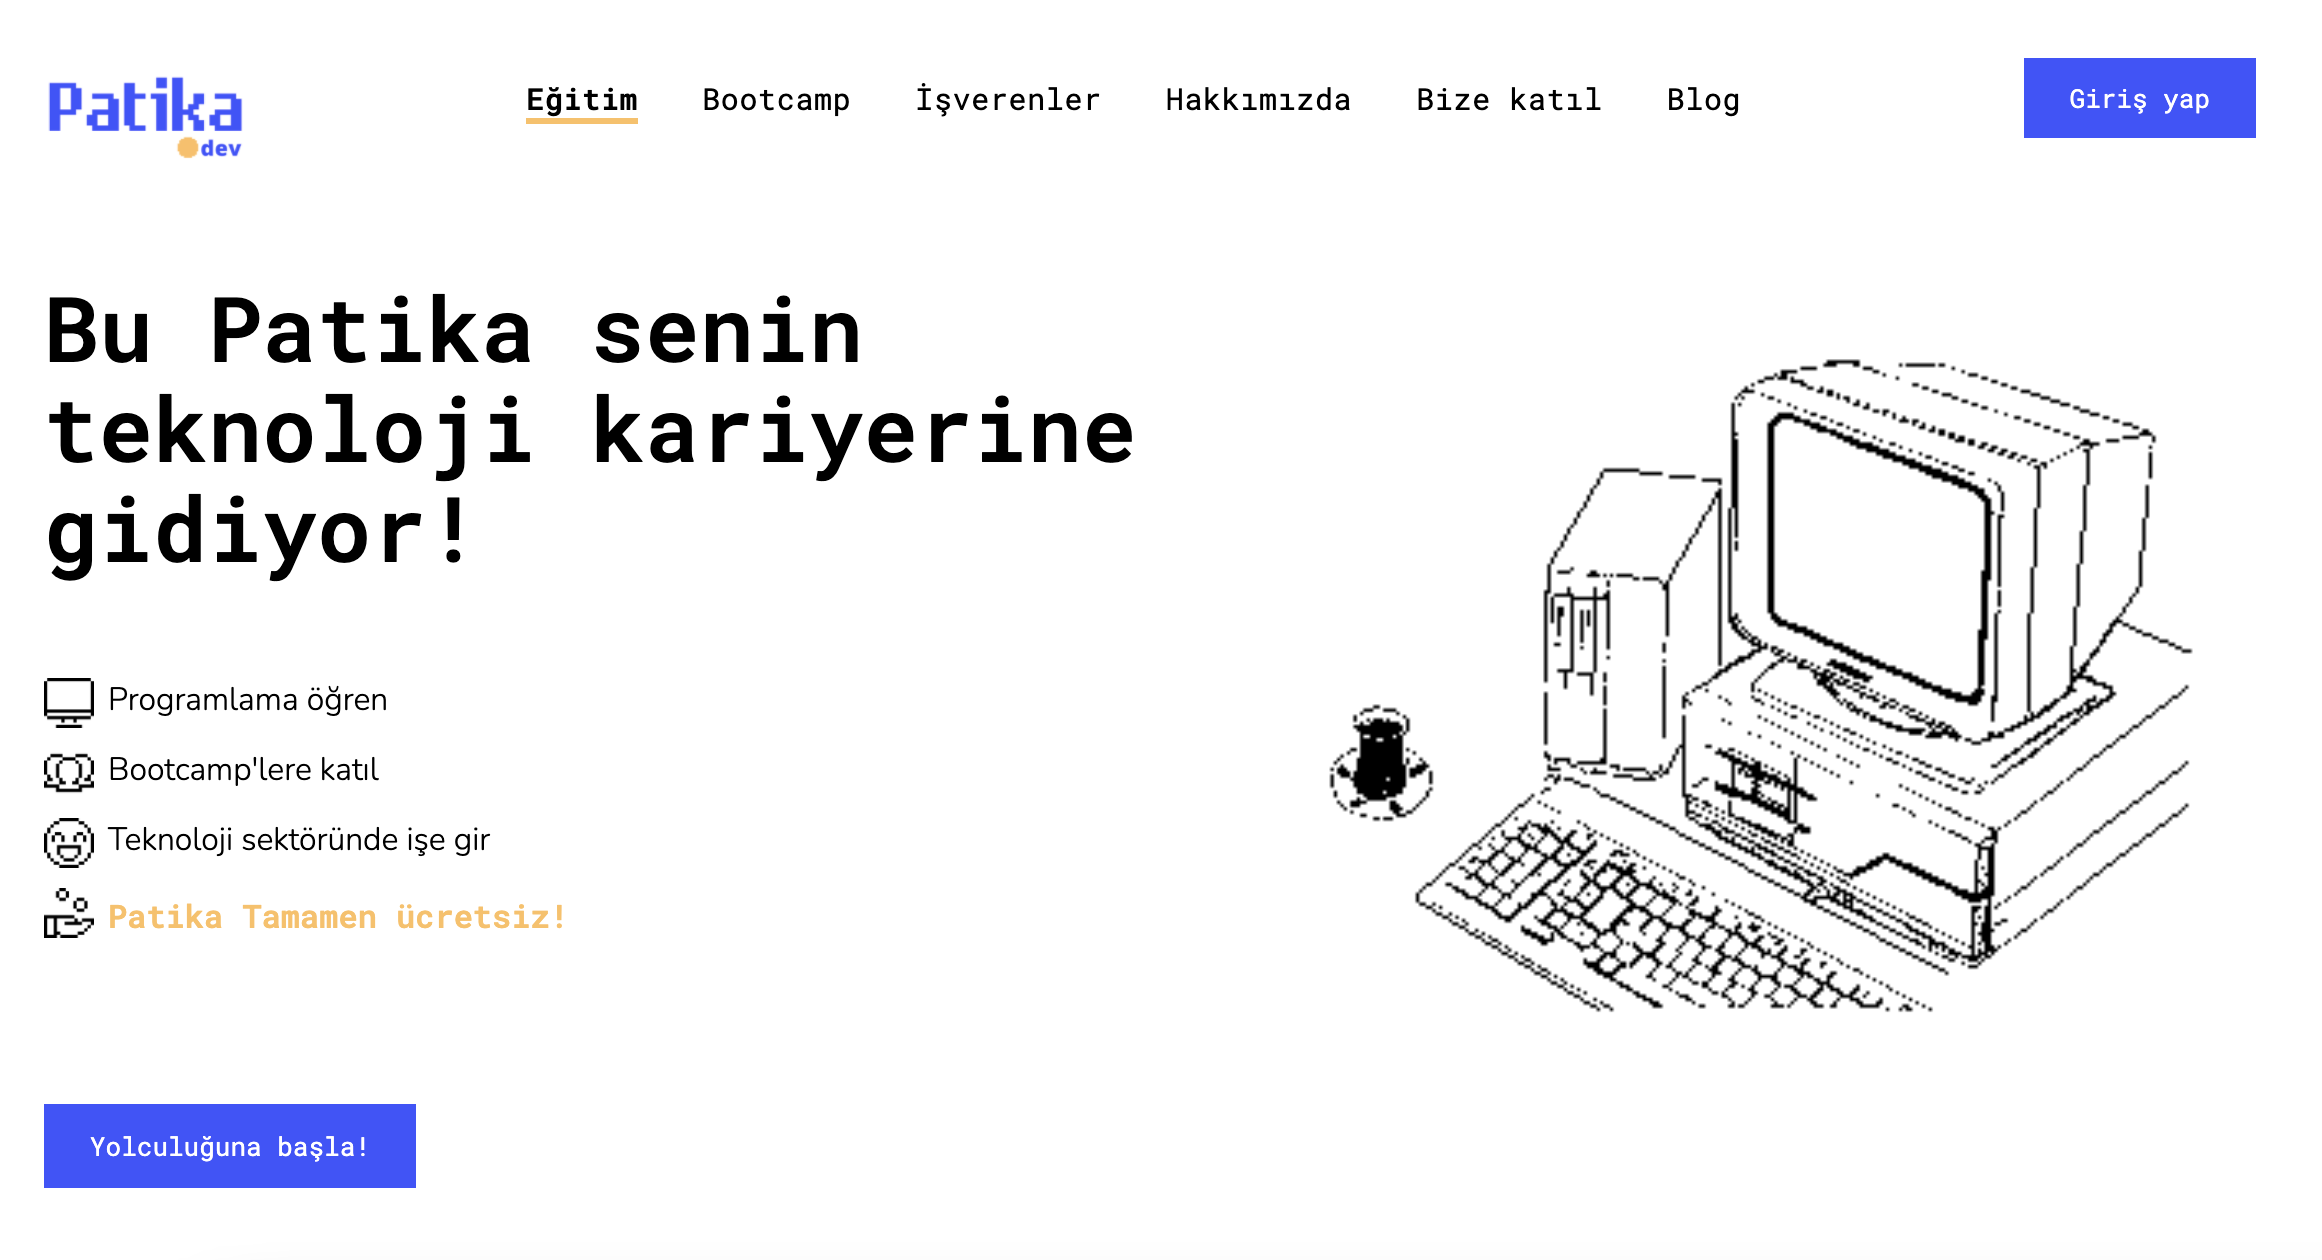 Patika
dev
Eğitim Bootcamp İşverenler Hakkımızda Bize katıl Blog
Giriş yap
Bu Patika senin
teknoloji kariyerine
gidiyor!
Programlama öğren
Bootcamp'lere katıl
Teknoloji sektöründe işe gir
Patika Tamamen ücretsiz!
Yolculuğuna başla!